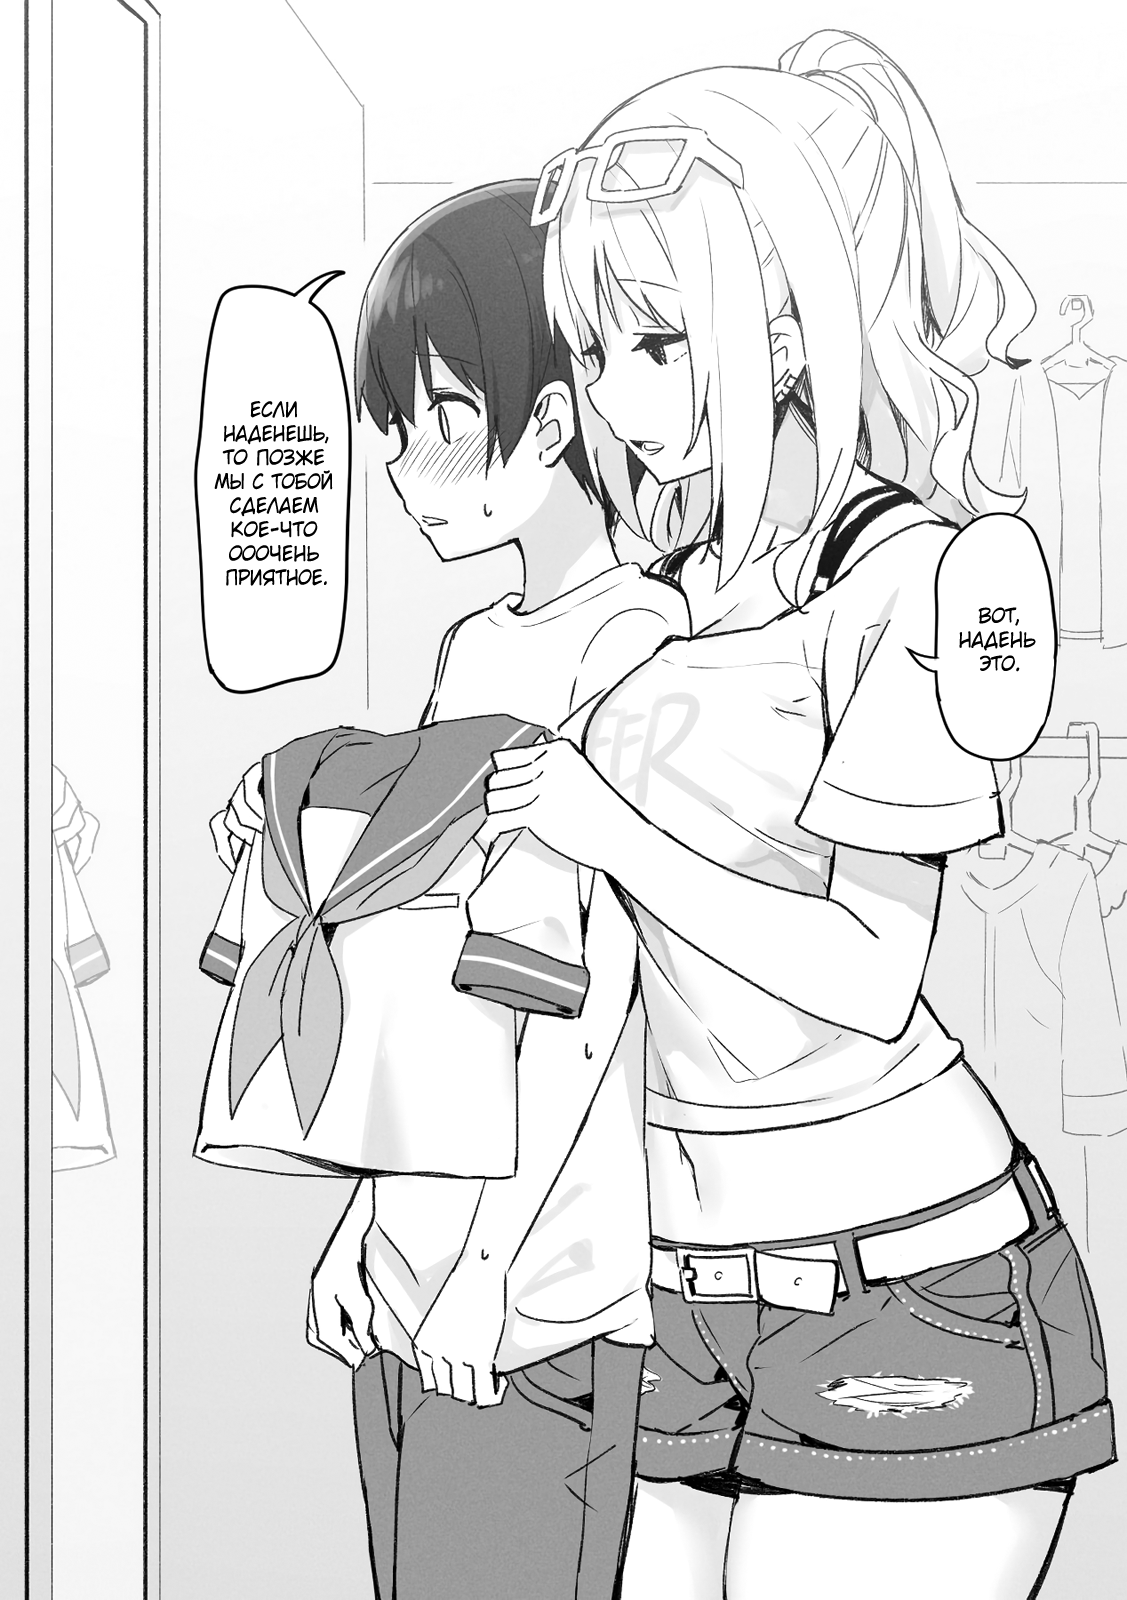 ВОТ,
НАДЕНЬ
ЭТО.
ЕСЛИ
НАДЕНЕШЬ,
ТО ПОЗЖЕ
МЫ С ТОБОЙ
СДЕЛАЕМ
КОЕ-ЧТО
ОООЧЕНЬ
ПРИЯТНОЕ.